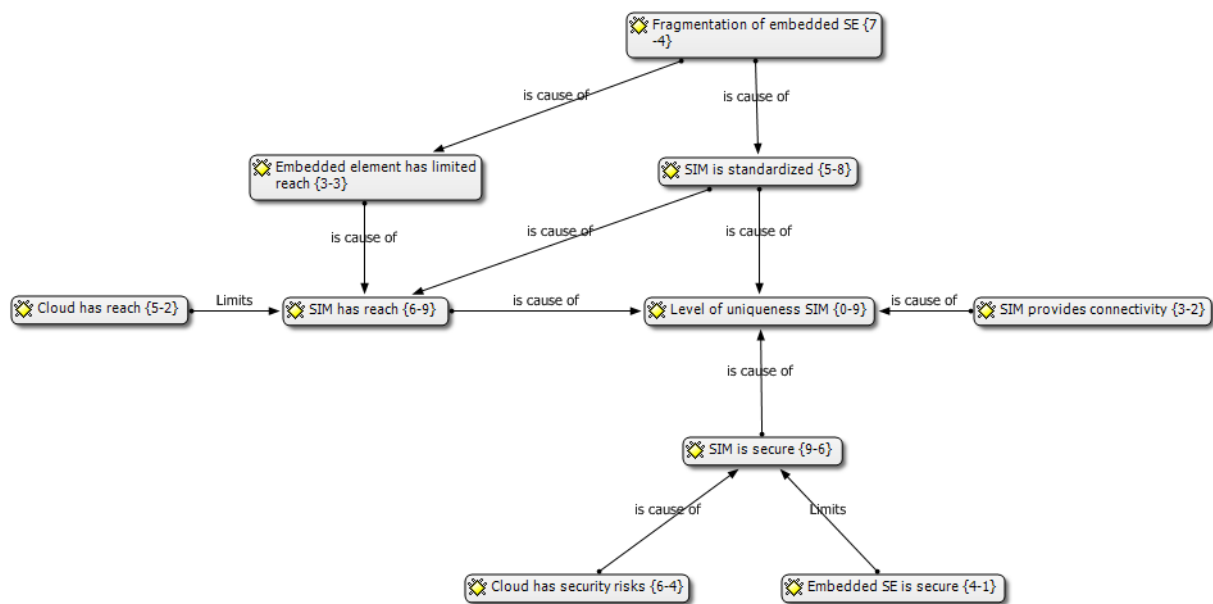 Fragmentation of embedded SE {7
-4}
is cause of
is cause of
Embedded element has limited
reach {3-3}
SIM is standardized {5-8}
is cause of
is cause of
is cause of
Cloud has reach {5-2}
Limits
SIM has reach {6-9}
is cause of
Level of uniqueness SIM {0-9}
is cause of
SIM provides connectivity {3-2}
is cause of
SIM is secure {9-6}
is cause of
Limits
Cloud has security risks {6-4}
Embedded SE is secure {4-1}